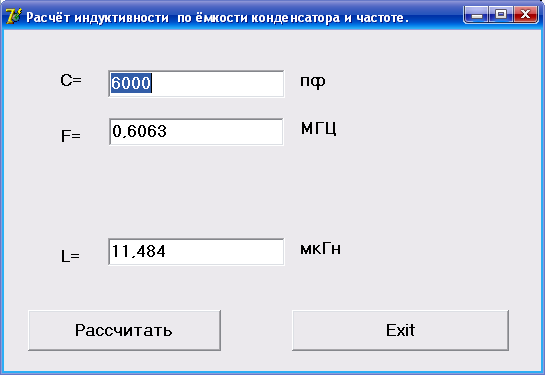 Расчёт индуктивности по ёмкости конденсатора и частоте.
C= 6000 пф
F= 0,6063 МГЦ
L= 11,484 мкГн
Рассчитать Exit